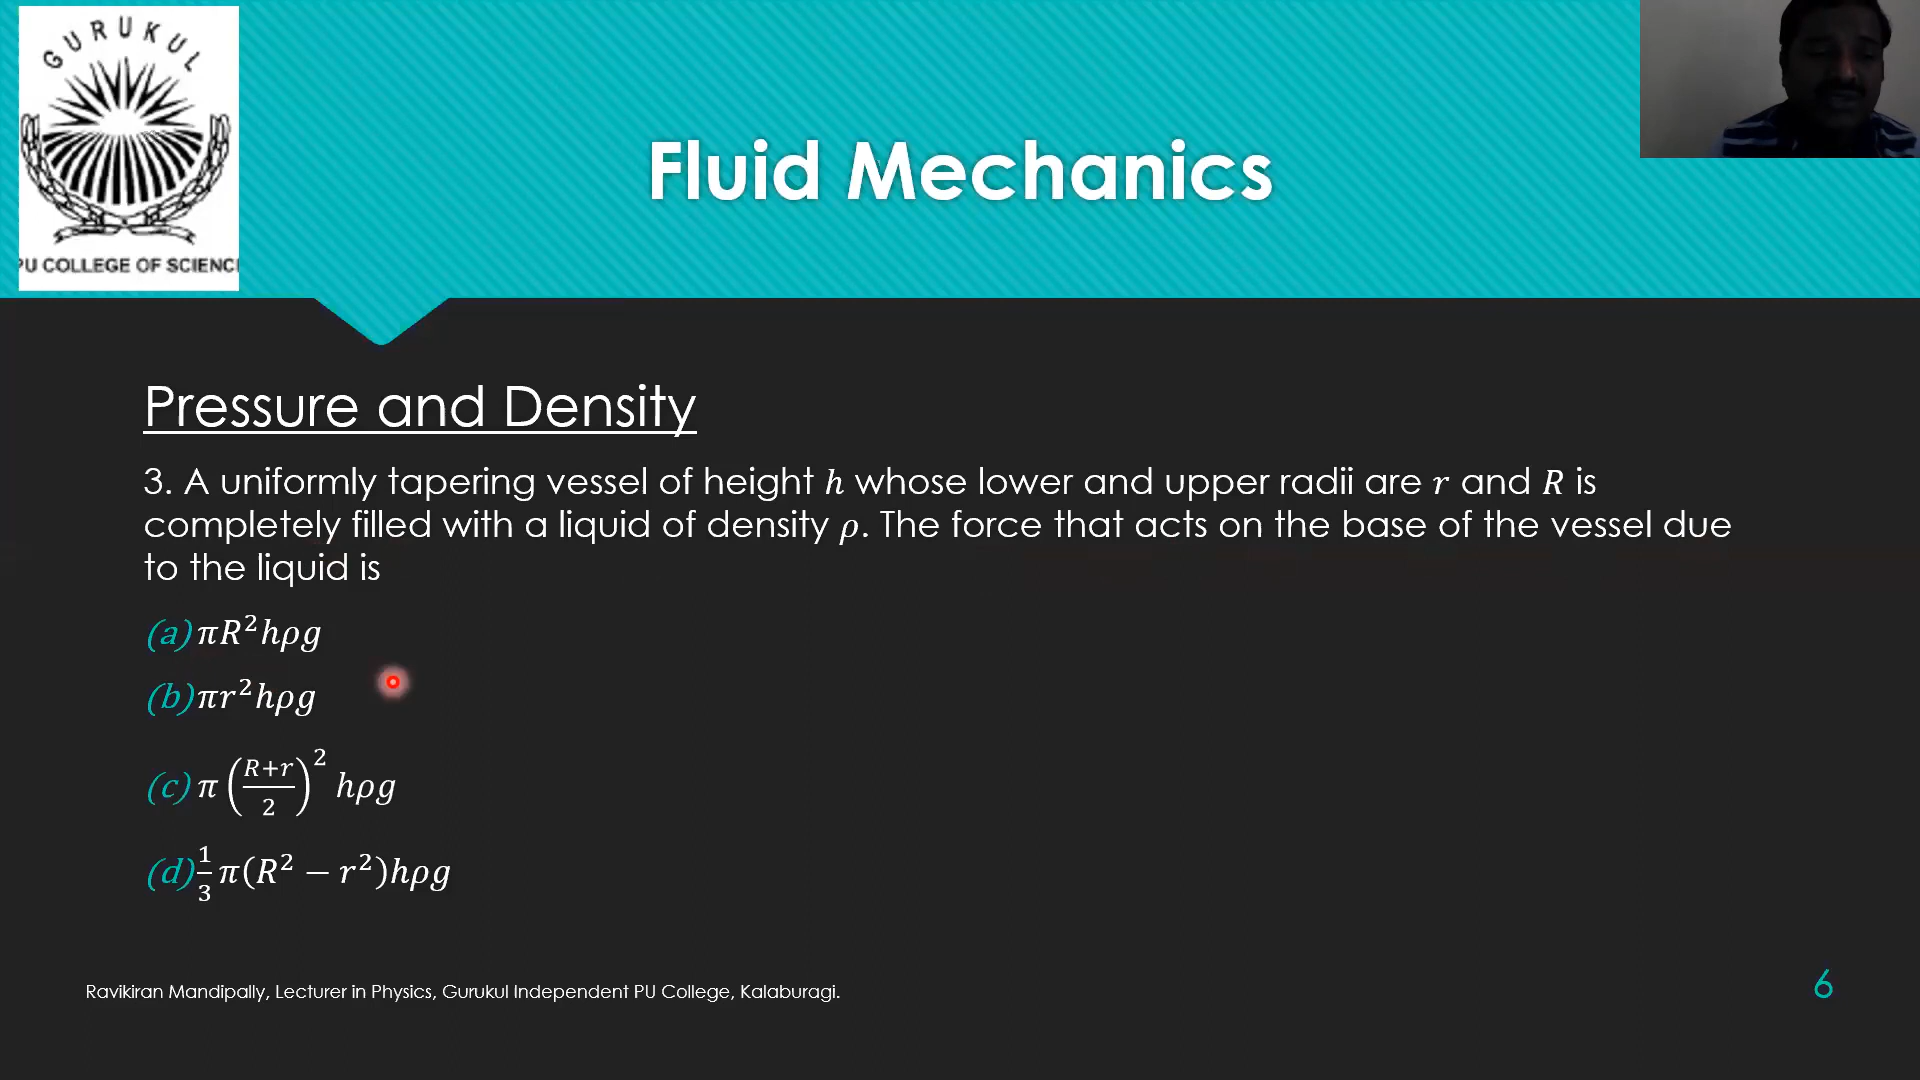 GURUKUL
PU COLLEGE OF SCIENC
Fluid Mechanics
Pressure and Density
3. A uniformly tapering vessel of height ℎ whose lower and upper radii are 𝑟 and 𝑅 is
completely filled with a liquid of density 𝜌. The force that acts on the base of the vessel due
to the liquid is
(a) πR²hρg
(b) πr²hρg
(c) π((R+r)/2)² hρg
(d) 1/3 π(R² − r²)hρg
Ravikiran Mandipally, Lecturer in Physics, Gurukul Independent PU College, Kalaburagi.
6